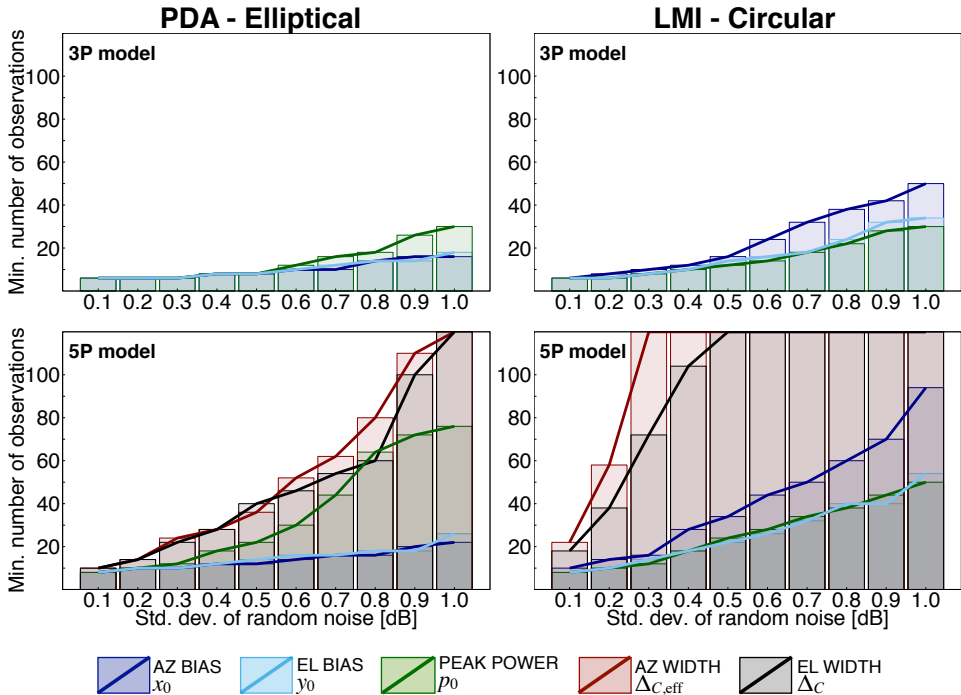 PDA - Elliptical
LMI - Circular
Min. number of observations
3P model
100
80
60
40
20
0.1 0.2 0.3 0.4 0.5 0.6 0.7 0.8 0.9 1.0
3P model
100
80
60
40
20
0.1 0.2 0.3 0.4 0.5 0.6 0.7 0.8 0.9 1.0
Min. number of observations
5P model
100
80
60
40
20
0.1 0.2 0.3 0.4 0.5 0.6 0.7 0.8 0.9 1.0
Std. dev. of random noise [dB]
5P model
100
80
60
40
20
0.1 0.2 0.3 0.4 0.5 0.6 0.7 0.8 0.9 1.0
Std. dev. of random noise [dB]
AZ BIAS
x₀
EL BIAS
y₀
PEAK POWER
p₀
AZ WIDTH
Δ_C,eff
EL WIDTH
Δ_C